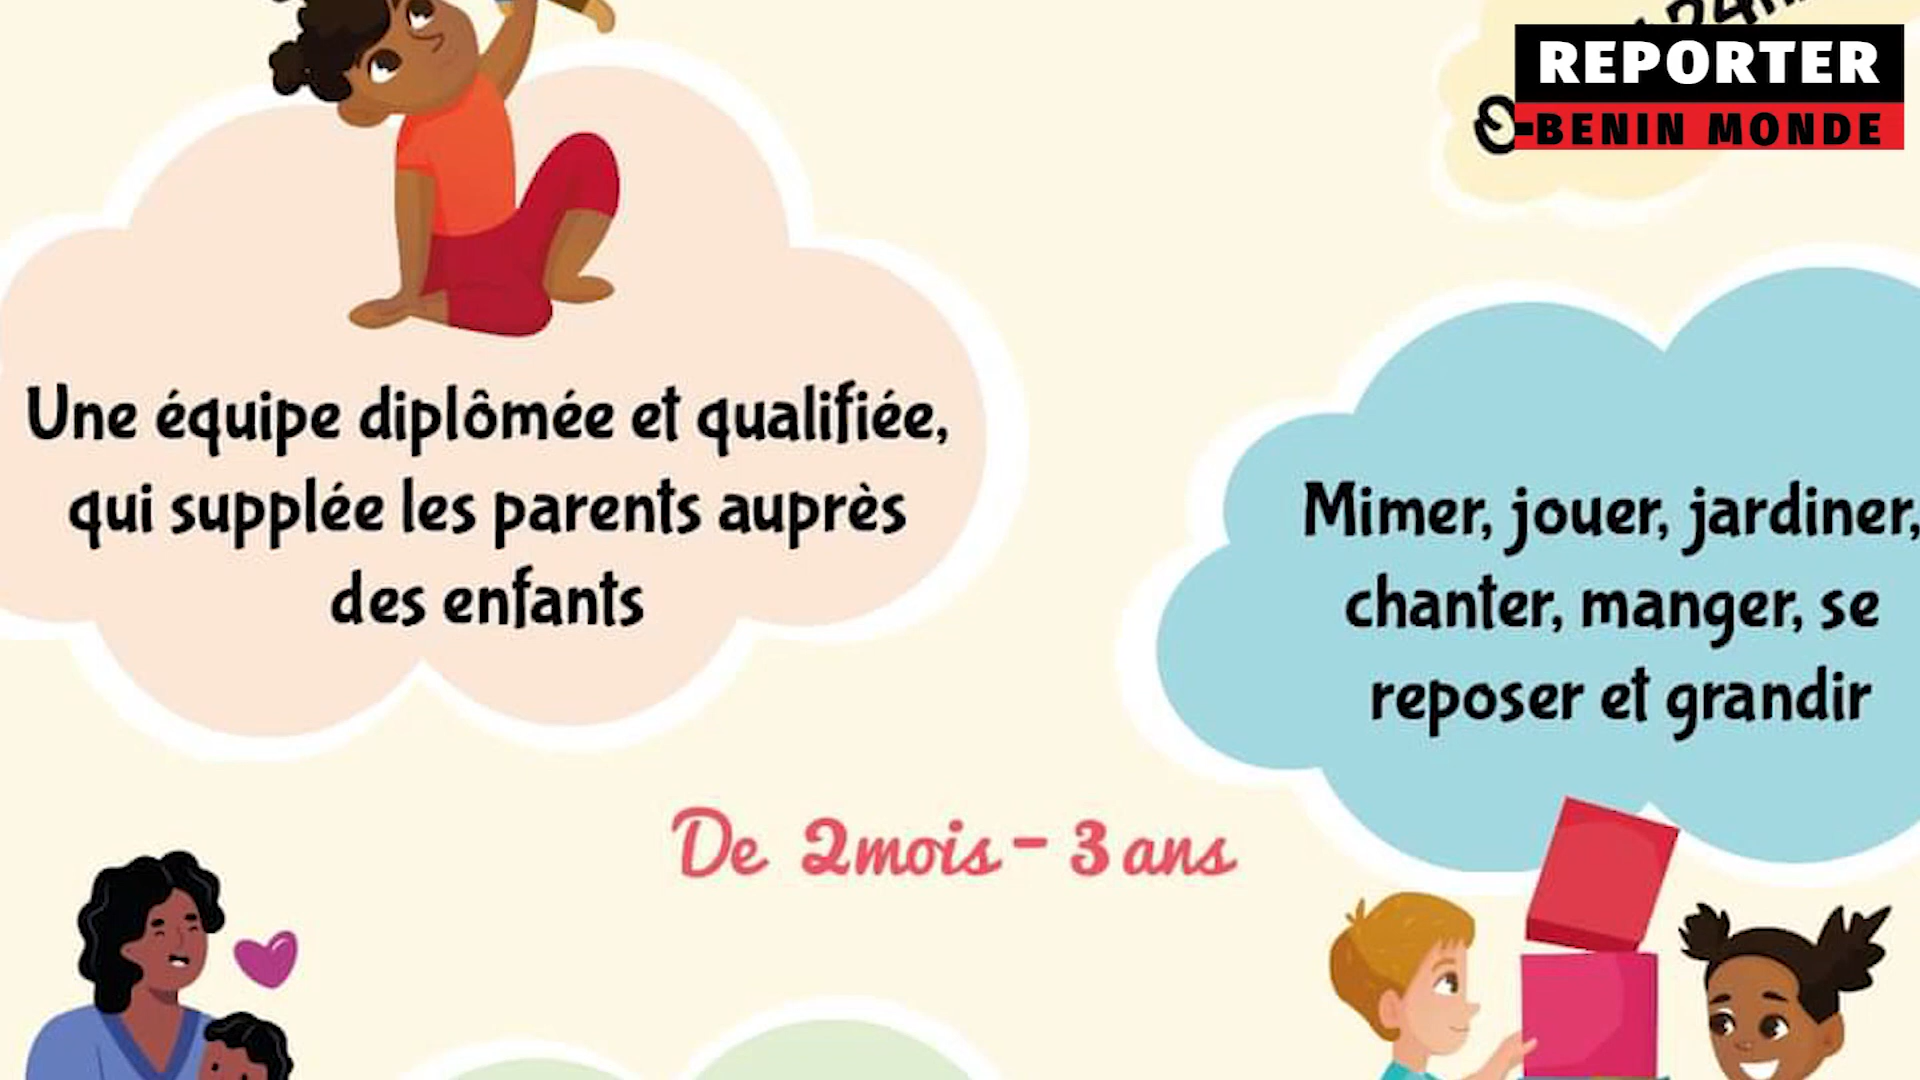 REPORTER
BENIN MONDE
Une équipe diplômée et qualifiée,
qui supplée les parents auprès
des enfants
Mimer, jouer, jardiner,
chanter, manger, se
reposer et grandir
De 2mois - 3 ans